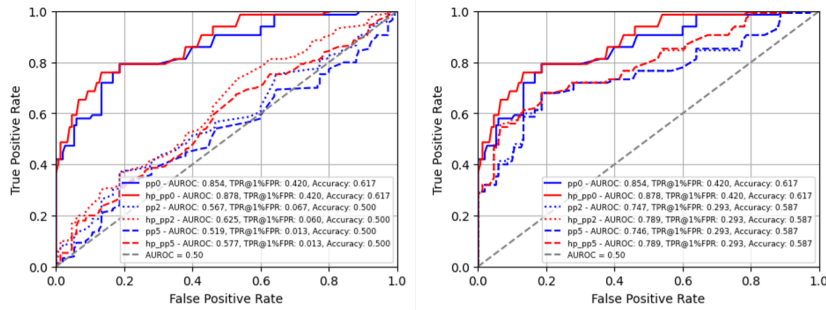 1.0
0.8
0.6
0.4
0.2
0.0
True Positive Rate
0.0 0.2 0.4 0.6 0.8 1.0
False Positive Rate
pp0 - AUROC: 0.854, TPR@1%FPR: 0.420, Accuracy: 0.617
hp_pp0 - AUROC: 0.878, TPR@1%FPR: 0.420, Accuracy: 0.617
pp2 - AUROC: 0.567, TPR@1%FPR: 0.067, Accuracy: 0.500
hp_pp2 - AUROC: 0.625, TPR@1%FPR: 0.060, Accuracy: 0.500
pp5 - AUROC: 0.519, TPR@1%FPR: 0.013, Accuracy: 0.500
hp_pp5 - AUROC: 0.577, TPR@1%FPR: 0.013, Accuracy: 0.500
AUROC = 0.50
1.0
0.8
0.6
0.4
0.2
0.0
True Positive Rate
0.0 0.2 0.4 0.6 0.8 1.0
False Positive Rate
pp0 - AUROC: 0.854, TPR@1%FPR: 0.420, Accuracy: 0.617
hp_pp0 - AUROC: 0.878, TPR@1%FPR: 0.420, Accuracy: 0.617
pp2 - AUROC: 0.747, TPR@1%FPR: 0.293, Accuracy: 0.587
hp_pp2 - AUROC: 0.789, TPR@1%FPR: 0.293, Accuracy: 0.587
pp5 - AUROC: 0.746, TPR@1%FPR: 0.293, Accuracy: 0.587
hp_pp5 - AUROC: 0.789, TPR@1%FPR: 0.293, Accuracy: 0.587
AUROC = 0.50